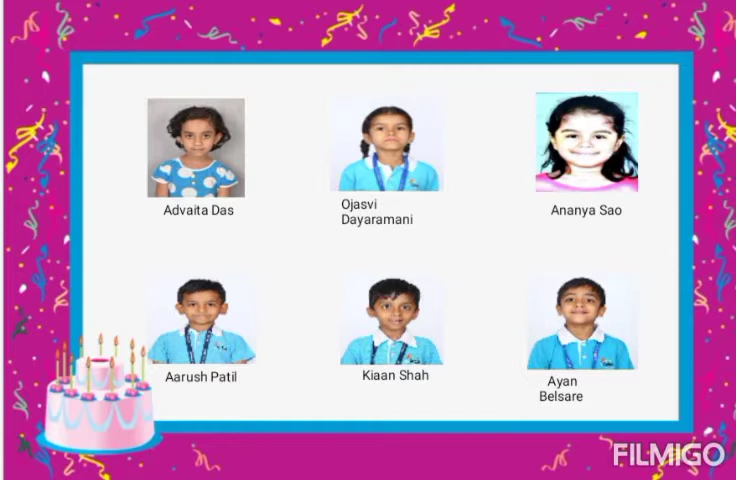 Advaita Das
Ojasvi
Dayaramani
Ananya Sao
Aarush Patil
Kiaan Shah
Ayan
Belsare
FILMIGO